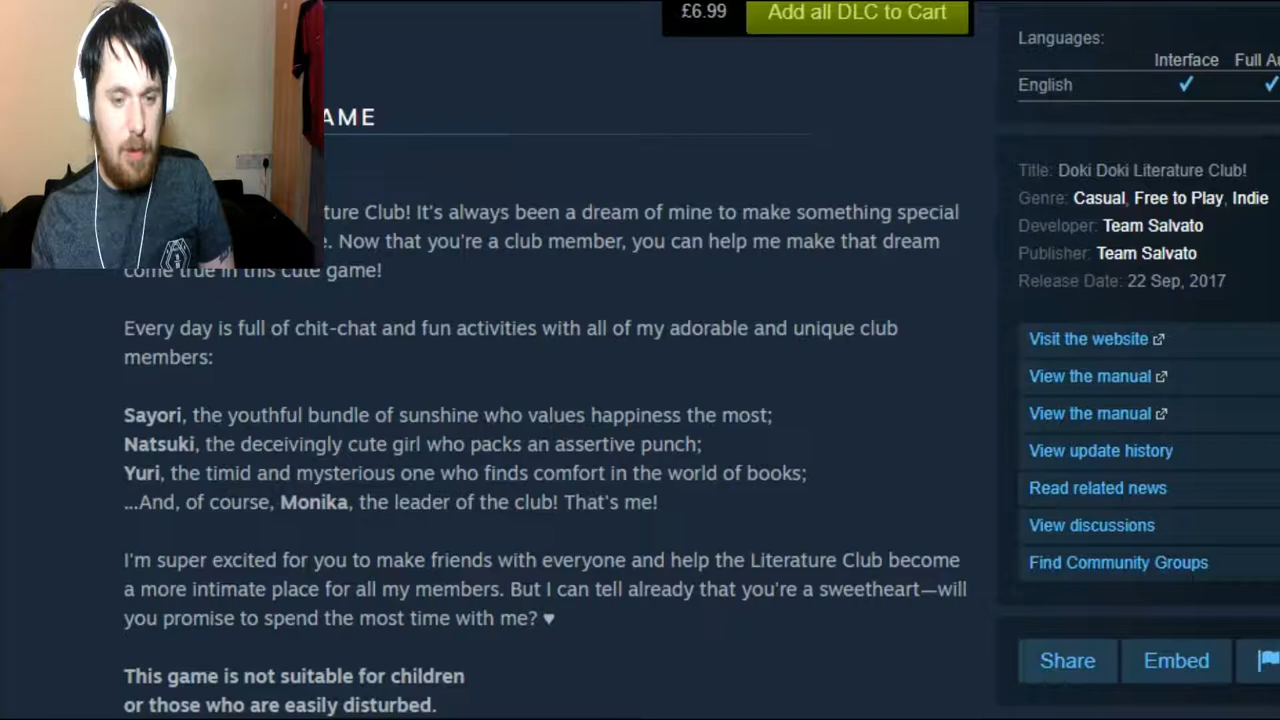 £6.99
Add all DLC to Cart
AME
ture Club! It's always been a dream of mine to make something special
e. Now that you're a club member, you can help me make that dream
come true in this cute game!
Every day is full of chit-chat and fun activities with all of my adorable and unique club
members:
Sayori, the youthful bundle of sunshine who values happiness the most;
Natsuki, the deceivingly cute girl who packs an assertive punch;
Yuri, the timid and mysterious one who finds comfort in the world of books;
...And, of course, Monika, the leader of the club! That's me!
I'm super excited for you to make friends with everyone and help the Literature Club become
a more intimate place for all my members. But I can tell already that you're a sweetheart—will
you promise to spend the most time with me? ♥
This game is not suitable for children
or those who are easily disturbed.
Languages:
Interface Full Au
English
Title: Doki Doki Literature Club!
Genre: Casual, Free to Play, Indie
Developer: Team Salvato
Publisher: Team Salvato
Release Date: 22 Sep, 2017
Visit the website
View the manual
View the manual
View update history
Read related news
View discussions
Find Community Groups
Share
Embed